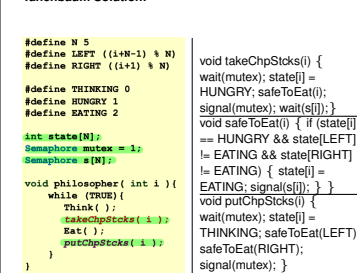 Tanenbaum Solution:
#define N 5
#define LEFT ((i+N-1) % N)
#define RIGHT ((i+1) % N)
#define THINKING 0
#define HUNGRY 1
#define EATING 2
int state[N];
Semaphore mutex = 1;
Semaphore s[N];
void philosopher( int i ){
while (TRUE){
Think( );
takeChpStcks( i );
Eat( );
putChpStcks( i );
}
}
void takeChpStcks(i) {
wait(mutex); state[i] =
HUNGRY; safeToEat(i);
signal(mutex); wait(s[i]);}
void safeToEat(i) { if (state[i]
== HUNGRY && state[LEFT]
!= EATING && state[RIGHT]
!= EATING) { state[i] =
EATING; signal(s[i]); } }
void putChpStcks(i) {
wait(mutex); state[i] =
THINKING; safeToEat(LEFT)
safeToEat(RIGHT);
signal(mutex); }